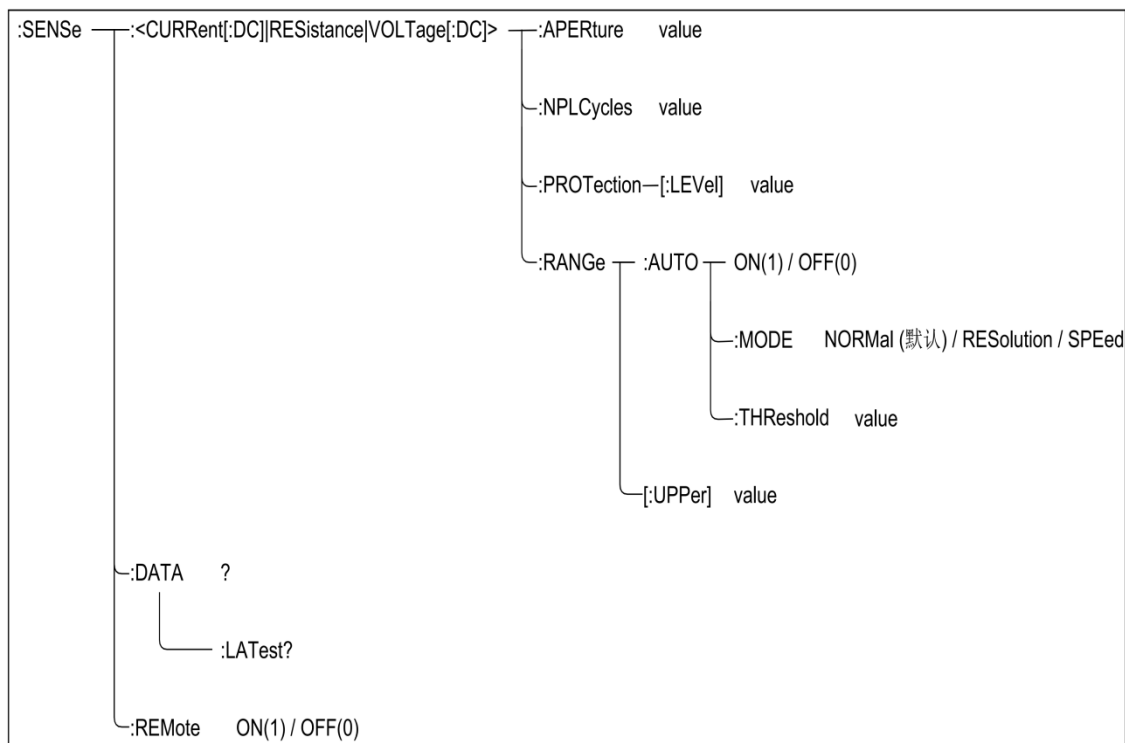 :SENSe :<CURRent[:DC]|RESistance|VOLTage[:DC]> :APERture value
:NPLCycles value
:PROTection [:LEVel] value
:RANGe :AUTO ON(1) / OFF(0)
:MODE NORMal (默认) / RESolution / SPEed
:THReshold value
[:UPPer] value
:DATA ?
:LATest?
:REMote ON(1) / OFF(0)